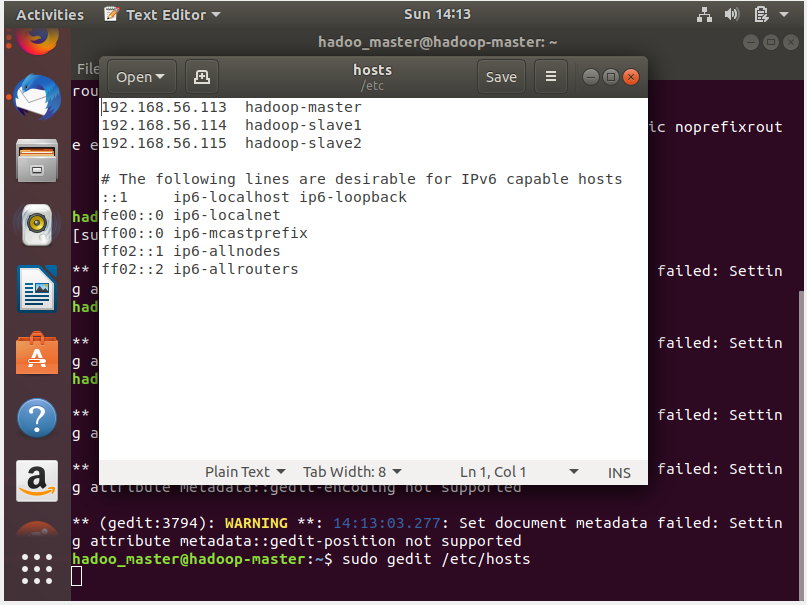 Activities Text Editor Sun 14:13
hadoo_master@hadoop-master: ~
File
Open hosts Save
/etc
rou
192.168.56.113  hadoop-master
192.168.56.114  hadoop-slave1
ic noprefixrout
192.168.56.115  hadoop-slave2
e e
# The following lines are desirable for IPv6 capable hosts
::1     ip6-localhost ip6-loopback
fe00::0 ip6-localnet
had
ff00::0 ip6-mcastprefix
[su
ff02::1 ip6-allnodes
ff02::2 ip6-allrouters
** failed: Settin
g a
had
** failed: Settin
g a
had
** failed: Settin
g a
** failed: Settin
Plain Text Tab Width: 8 Ln 1, Col 1 INS
g attribute metadata::gedit-encoding not supported
** (gedit:3794): WARNING **: 14:13:03.277: Set document metadata failed: Settin
g attribute metadata::gedit-position not supported
hadoo_master@hadoop-master:~$ sudo gedit /etc/hosts